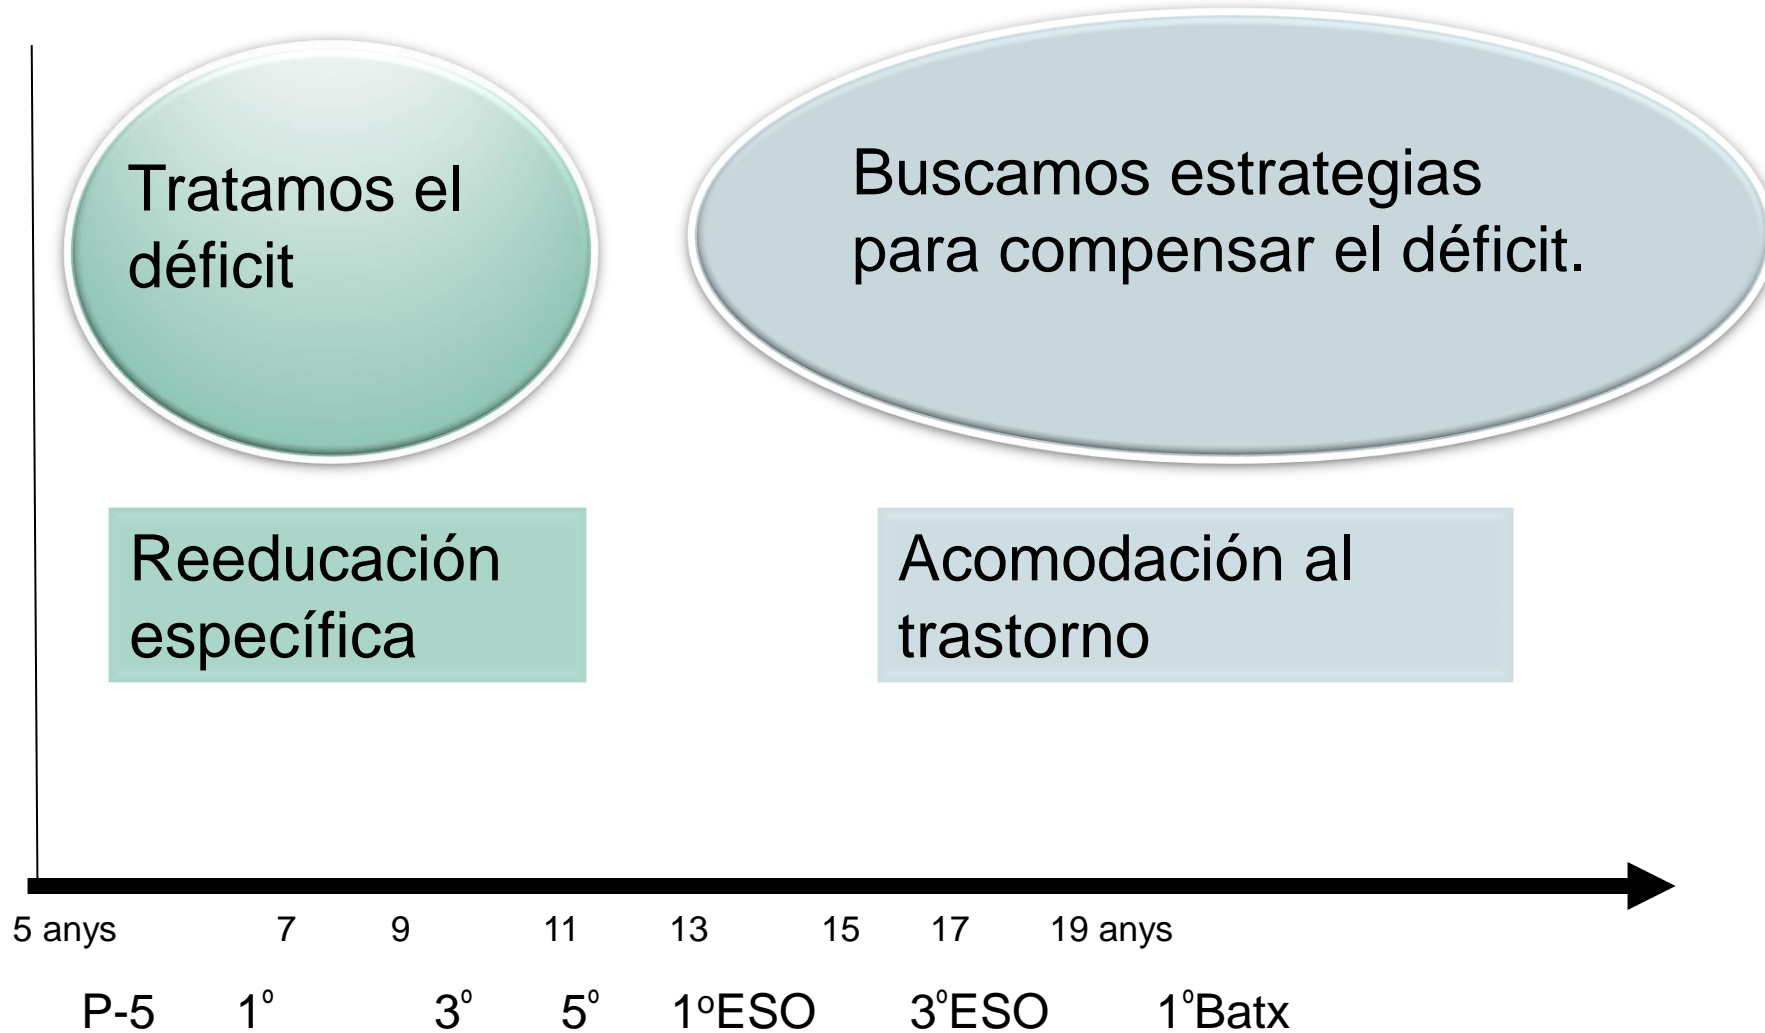 Tratamos el
déficit
Buscamos estrategias
para compensar el déficit.
Reeducación
específica
Acomodación al
trastorno
5 anys 7 9 11 13 15 17 19 anys
P-5 1º 3º 5º 1ºESO 3ºESO 1ºBatx